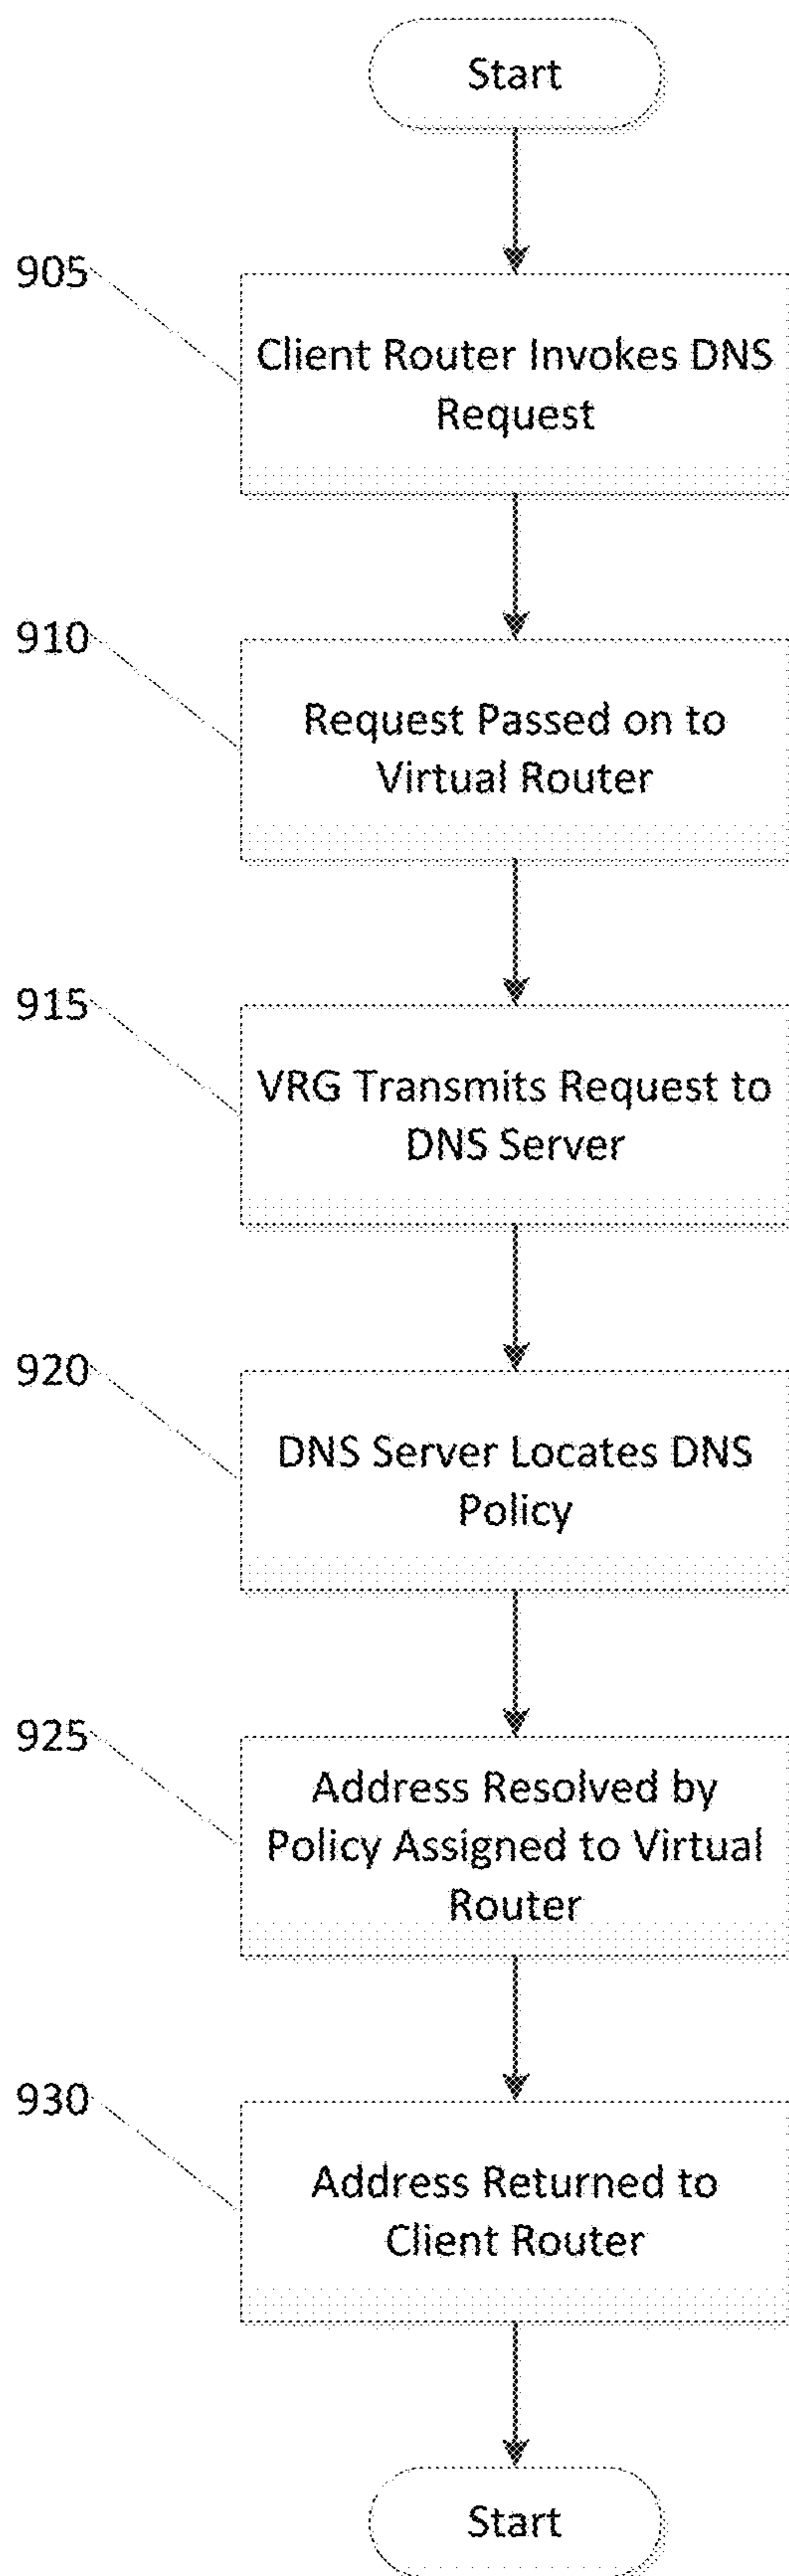 Start
905
Client Router Invokes DNS
Request
910
Request Passed on to
Virtual Router
915
VRG Transmits Request to
DNS Server
920
DNS Server Locates DNS
Policy
925
Address Resolved by
Policy Assigned to Virtual
Router
930
Address Returned to
Client Router
Start